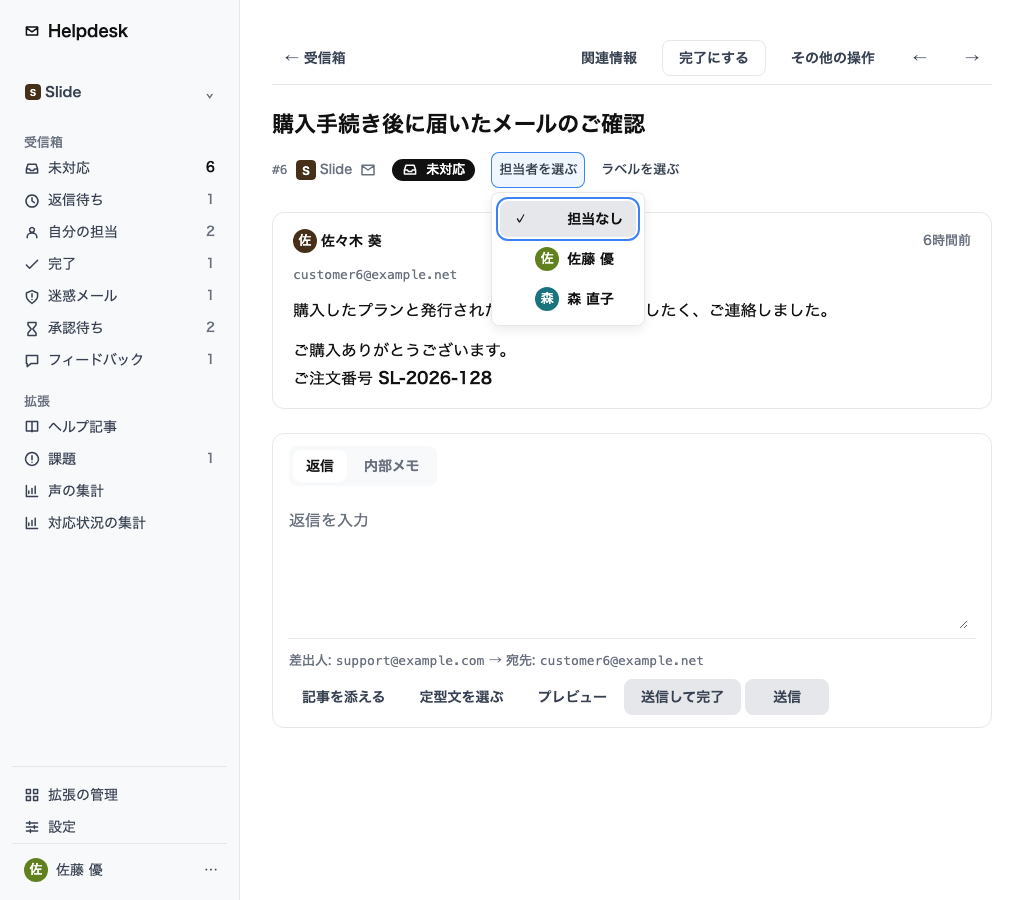 Helpdesk
S Slide
受信箱
未対応 6
返信待ち 1
自分の担当 2
完了 1
迷惑メール 1
承認待ち 2
フィードバック 1
拡張
ヘルプ記事
課題 1
声の集計
対応状況の集計
拡張の管理
設定
佐 佐藤 優 …
← 受信箱 関連情報 完了にする その他の操作 ← →
購入手続き後に届いたメールのご確認
#6 S Slide 未対応 担当者を選ぶ ラベルを選ぶ
✓ 担当なし
佐 佐藤 優
森 森 直子
佐 佐々木 葵 6時間前
customer6@example.net
購入したプランと発行された したく、ご連絡しました。
ご購入ありがとうございます。
ご注文番号 SL-2026-128
返信 内部メモ
返信を入力
差出人: support@example.com → 宛先: customer6@example.net
記事を添える 定型文を選ぶ プレビュー 送信して完了 送信